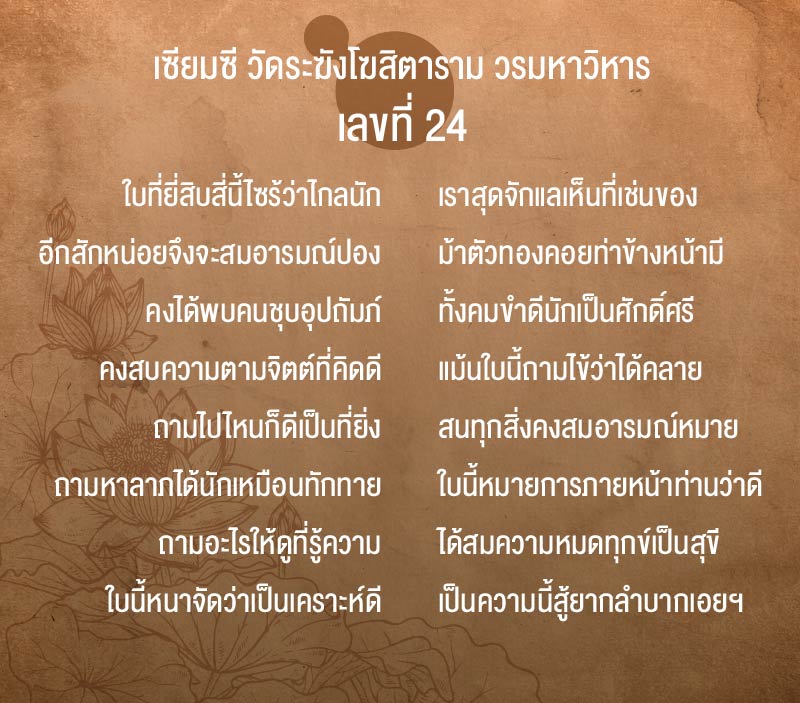 เซียมซี วัดระฆังโฆสิตาราม วรมหาวิหาร
เลขที่ 24
ใบที่ยี่สิบสี่นี้ไซร้ว่าไกลนัก เราสุดจักแลเห็นที่เช่นของ
อีกสักหน่อยจึงจะสมอารมณ์ปอง ม้าตัวทองคอยท่าข้างหน้ามี
คงได้พบคนชุบอุปถัมภ์ ทั้งคมขำดีนักเป็นศักดิ์ศรี
คงสบความตามจิตต์ที่คิดดี แม้นใบนี้ถามไข้ว่าได้คลาย
ถามไปไหนก็ดีเป็นที่ยิ่ง สนทุกสิ่งคงสมอารมณ์หมาย
ถามหาลาภได้นักเหมือนทักทาย ใบนี้หมายการภายหน้าท่านว่าดี
ถามอะไรให้ดูที่รู้ความ ได้สมความหมดทุกข์เป็นสุขี
ใบนี้หนาจัดว่าเป็นเคราะห์ดี เป็นความนี้สู้ยากลำบากเอยฯ